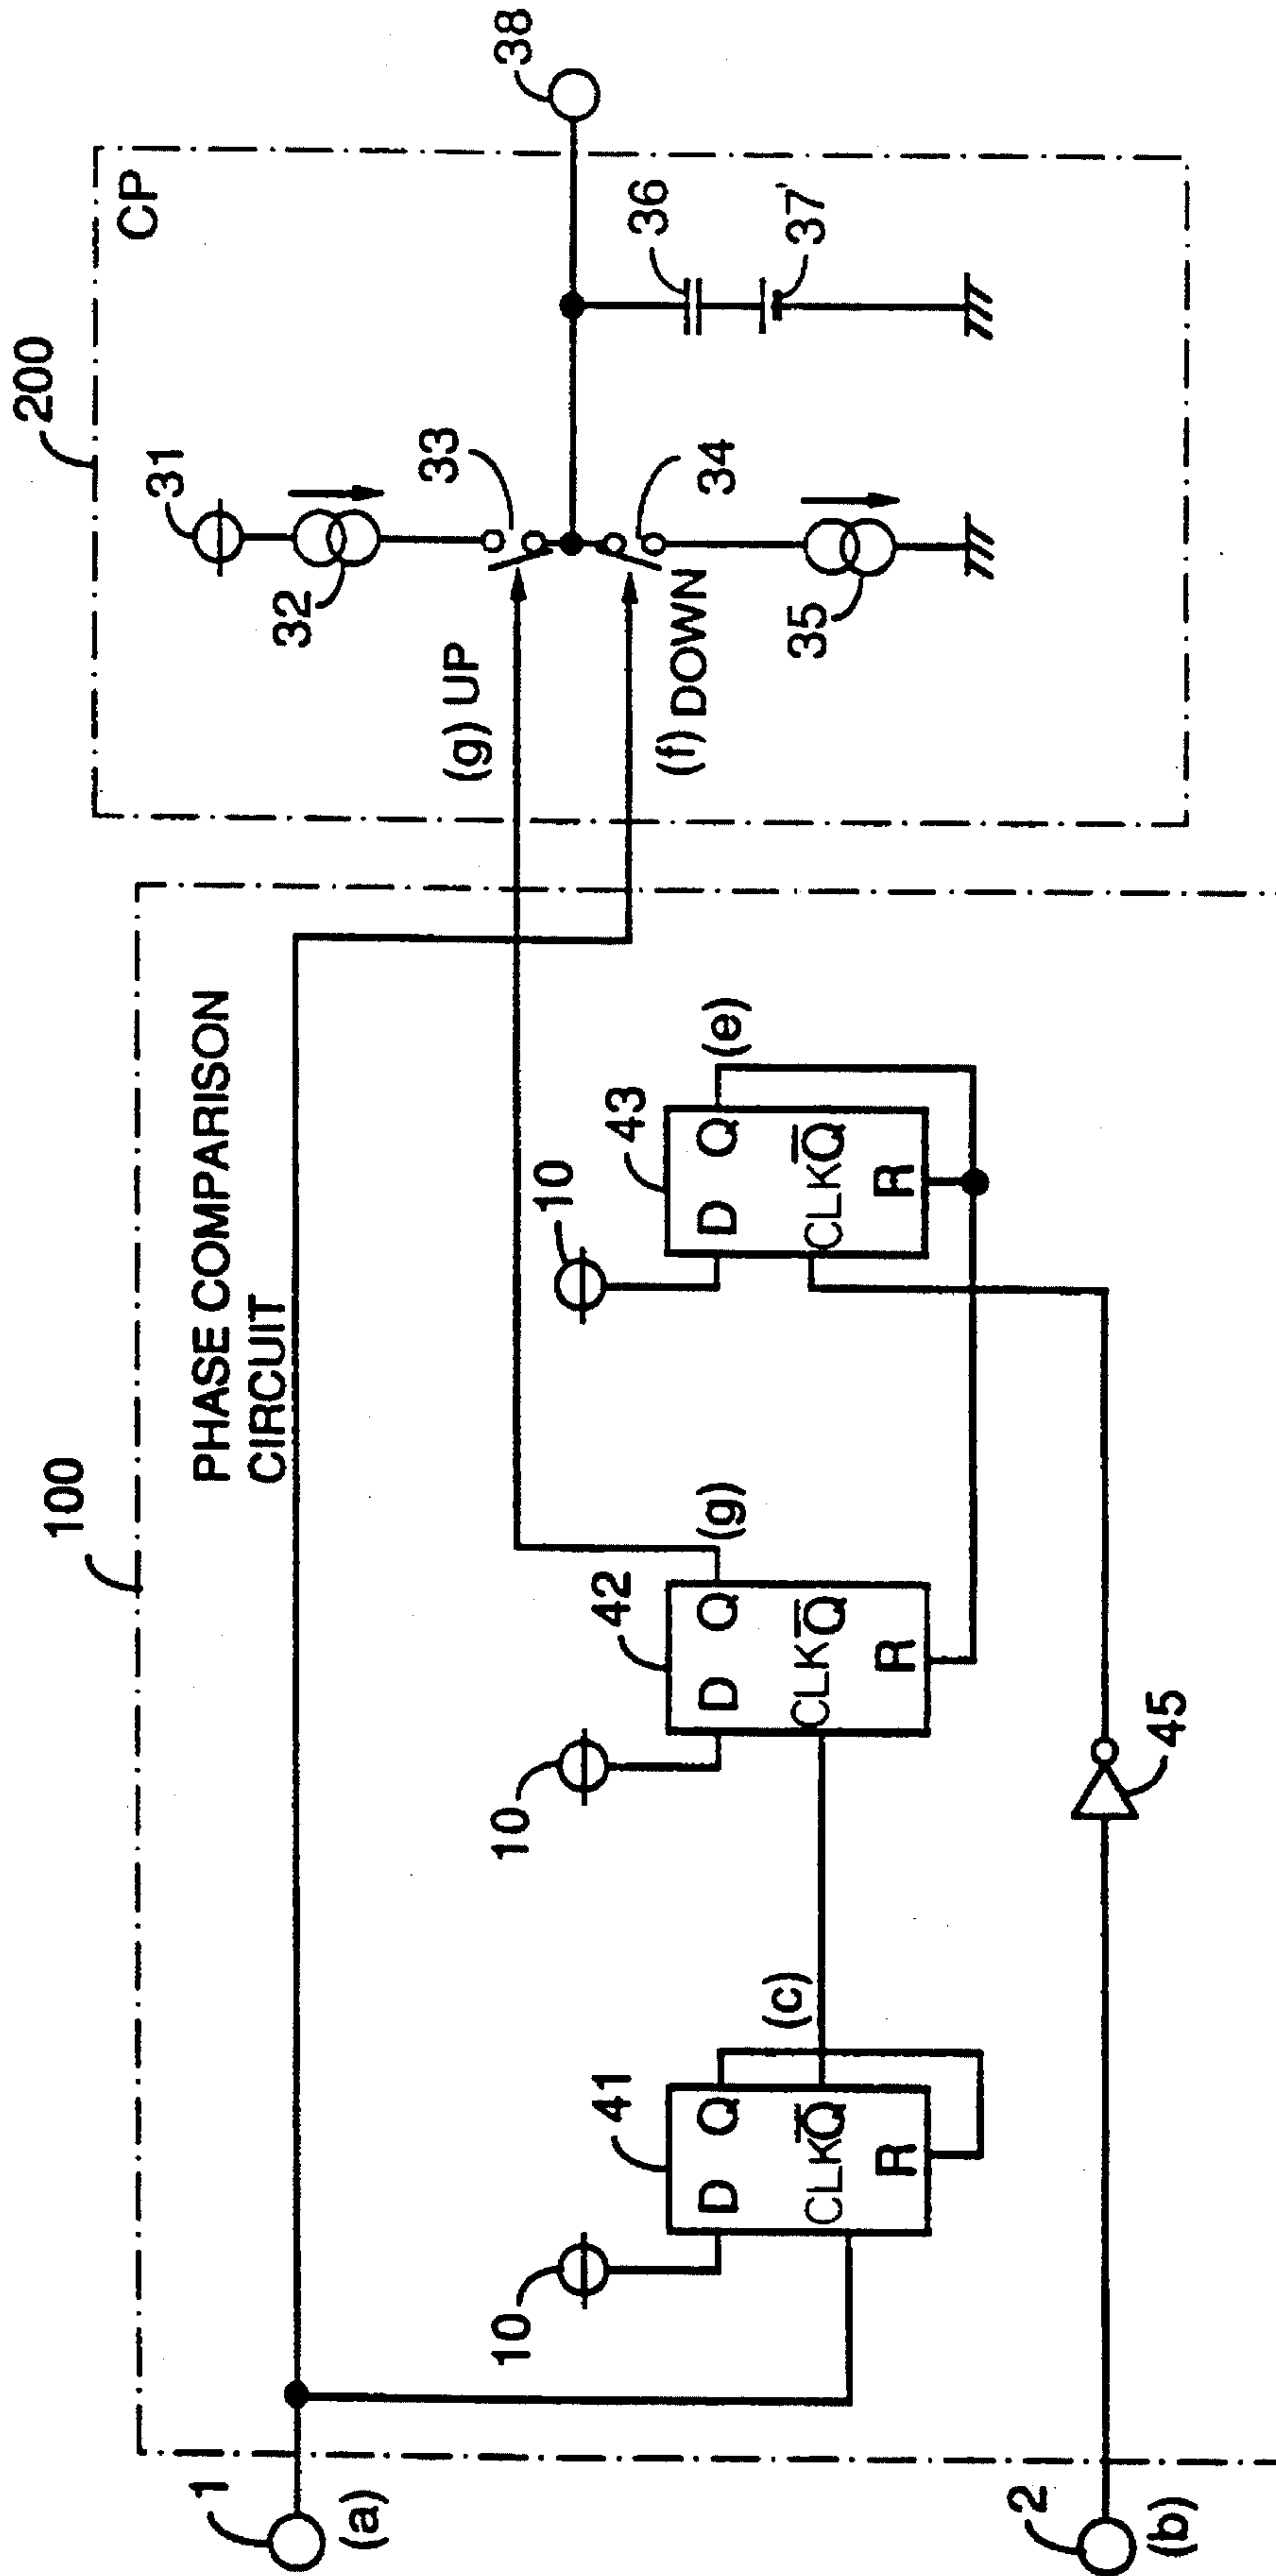 100
200
PHASE COMPARISON
CIRCUIT
CP
1
(a)
2
(b)
10
41
D Q
CLK Q̅
R
(c)
10
42
D Q
CLK Q̅
R
(g)
10
43
D Q
CLK Q̅
R
(e)
45
(g) UP
(f) DOWN
31
32
33
34
35
36
37
38